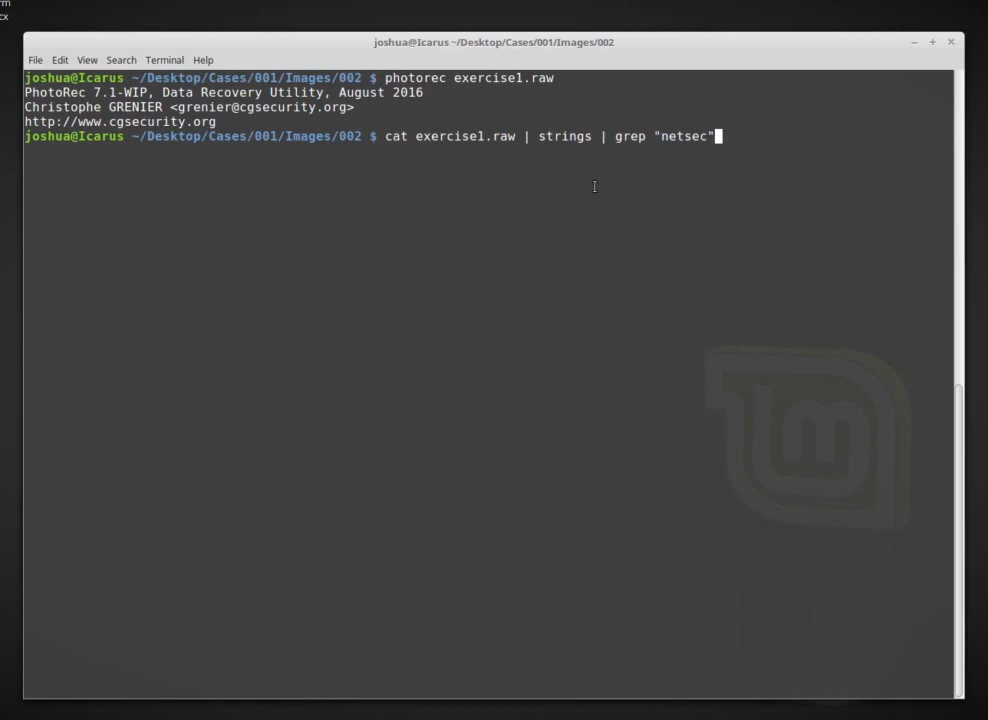 rm
cx
joshua@Icarus ~/Desktop/Cases/001/Images/002
File Edit View Search Terminal Help
joshua@Icarus ~/Desktop/Cases/001/Images/002 $ photorec exercise1.raw
PhotoRec 7.1-WIP, Data Recovery Utility, August 2016
Christophe GRENIER <grenier@cgsecurity.org>
http://www.cgsecurity.org
joshua@Icarus ~/Desktop/Cases/001/Images/002 $ cat exercise1.raw | strings | grep "netsec"